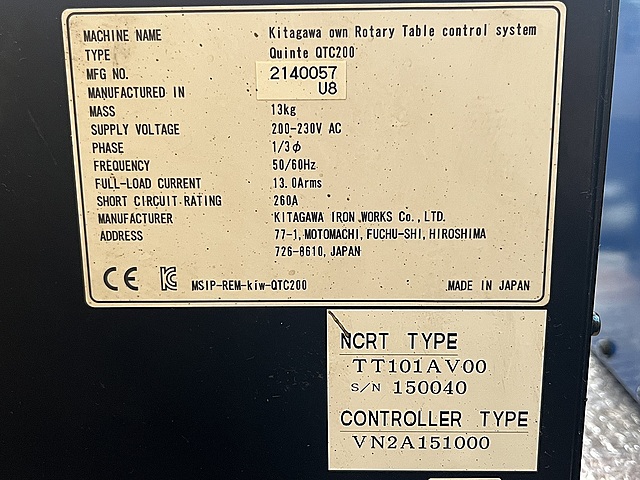 MACHINE NAME Kitagawa own Rotary Table control system
TYPE Quinte QTC200
MFG NO. 2140057
MANUFACTURED IN U8
MASS 13kg
SUPPLY VOLTAGE 200-230V AC
PHASE 1/3φ
FREQUENCY 50/60Hz
FULL-LOAD CURRENT 13.0Arms
SHORT CIRCUIT RATING 260A
MANUFACTURER KITAGAWA IRON WORKS Co., LTD.
ADDRESS 77-1, MOTOMACHI, FUCHU-SHI, HIROSHIMA
726-8610, JAPAN
CE KC MSIP-REM-kiw-QTC200 MADE IN JAPAN
NCRT TYPE
TT101AV00
S/N 150040
CONTROLLER TYPE
VN2A151000